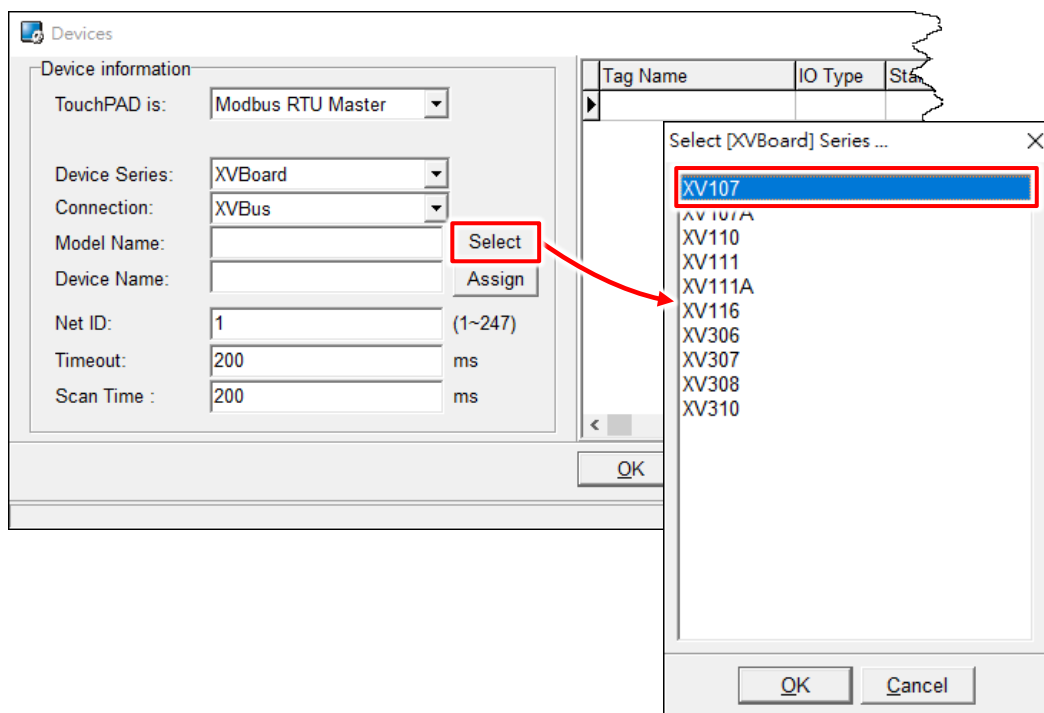 Devices
Device information
TouchPAD is: Modbus RTU Master
Device Series: XVBoard
Connection: XVBus
Model Name: Select
Device Name: Assign
Net ID: 1 (1~247)
Timeout: 200 ms
Scan Time : 200 ms
OK
Tag Name IO Type
Select [XVBoard] Series ...
XV107
XV107A
XV110
XV111
XV111A
XV116
XV306
XV307
XV308
XV310
OK Cancel